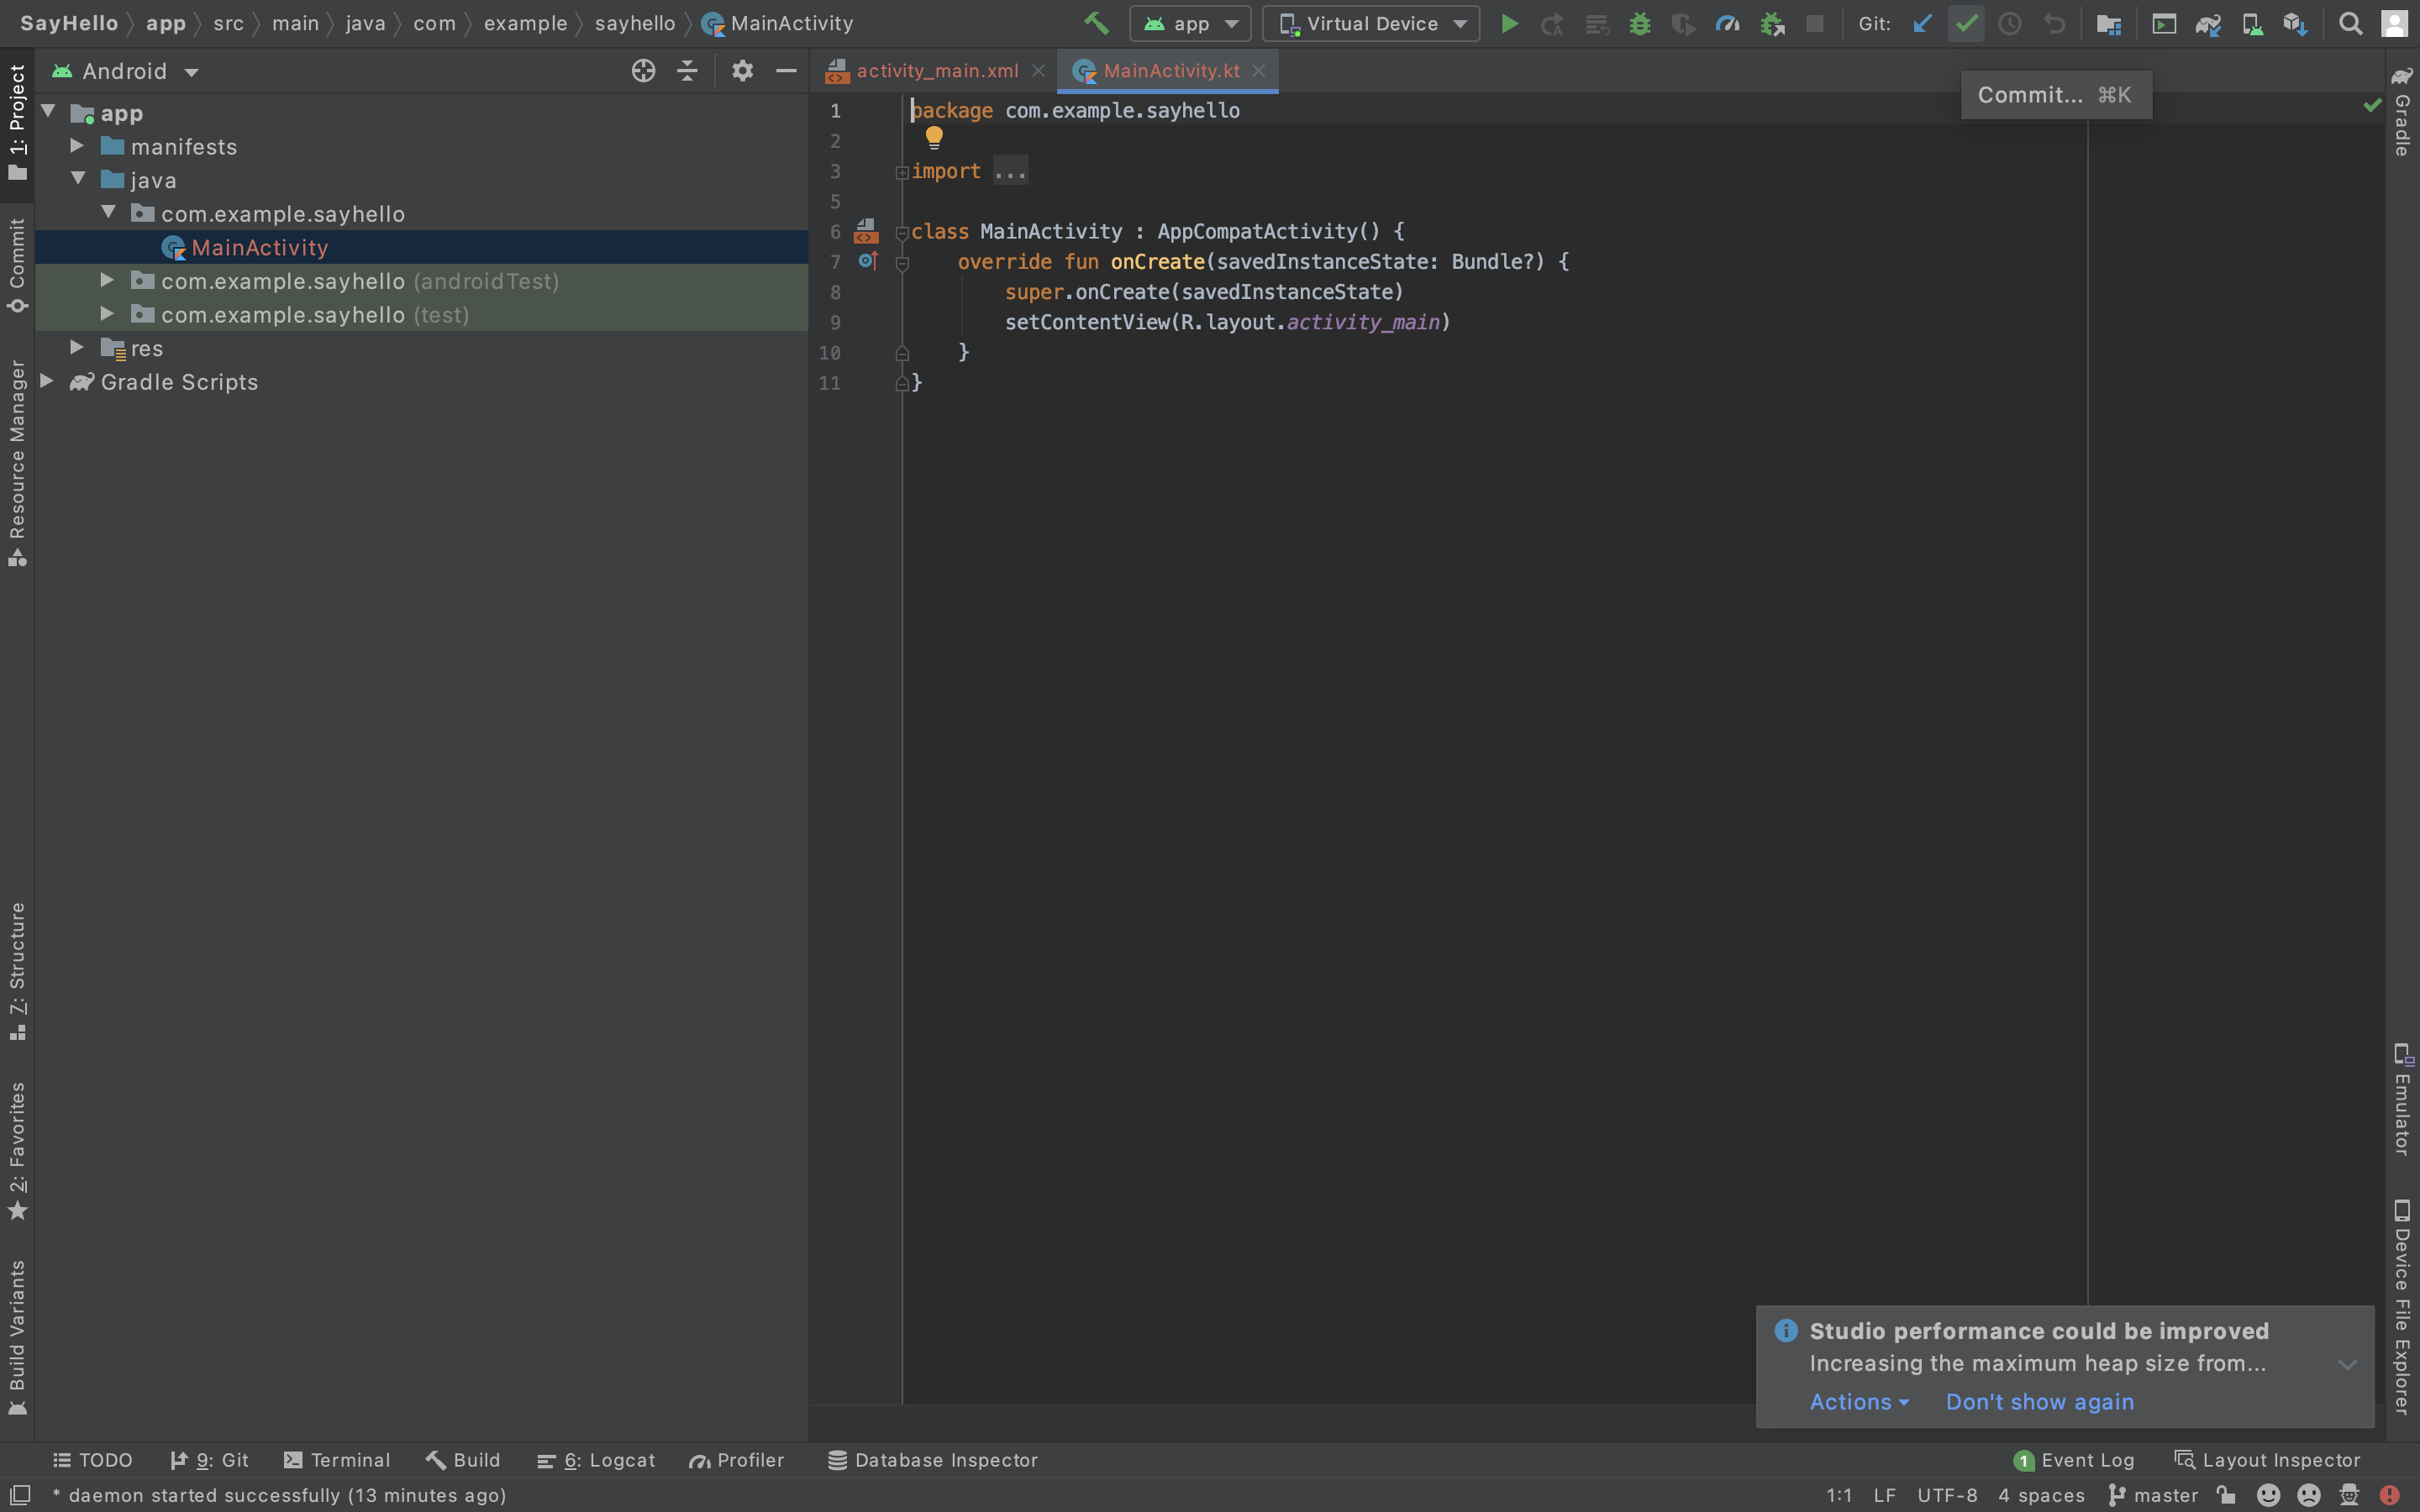 SayHello app src main java com example sayhello MainActivity
app Virtual Device Git:
1: Project
Commit
Resource Manager
7: Structure
2: Favorites
Build Variants
Android
app
manifests
java
com.example.sayhello
MainActivity
com.example.sayhello (androidTest)
com.example.sayhello (test)
res
Gradle Scripts
activity_main.xml MainActivity.kt
Commit... ⌘K
1 package com.example.sayhello
2
3 import ...
5
6 class MainActivity : AppCompatActivity() {
7 override fun onCreate(savedInstanceState: Bundle?) {
8 super.onCreate(savedInstanceState)
9 setContentView(R.layout.activity_main)
10 }
11 }
Gradle
Emulator
Device File Explorer
Studio performance could be improved
Increasing the maximum heap size from...
Actions Don't show again
TODO 9: Git Terminal Build 6: Logcat Profiler Database Inspector 1 Event Log Layout Inspector
* daemon started successfully (13 minutes ago) 1:1 LF UTF-8 4 spaces master